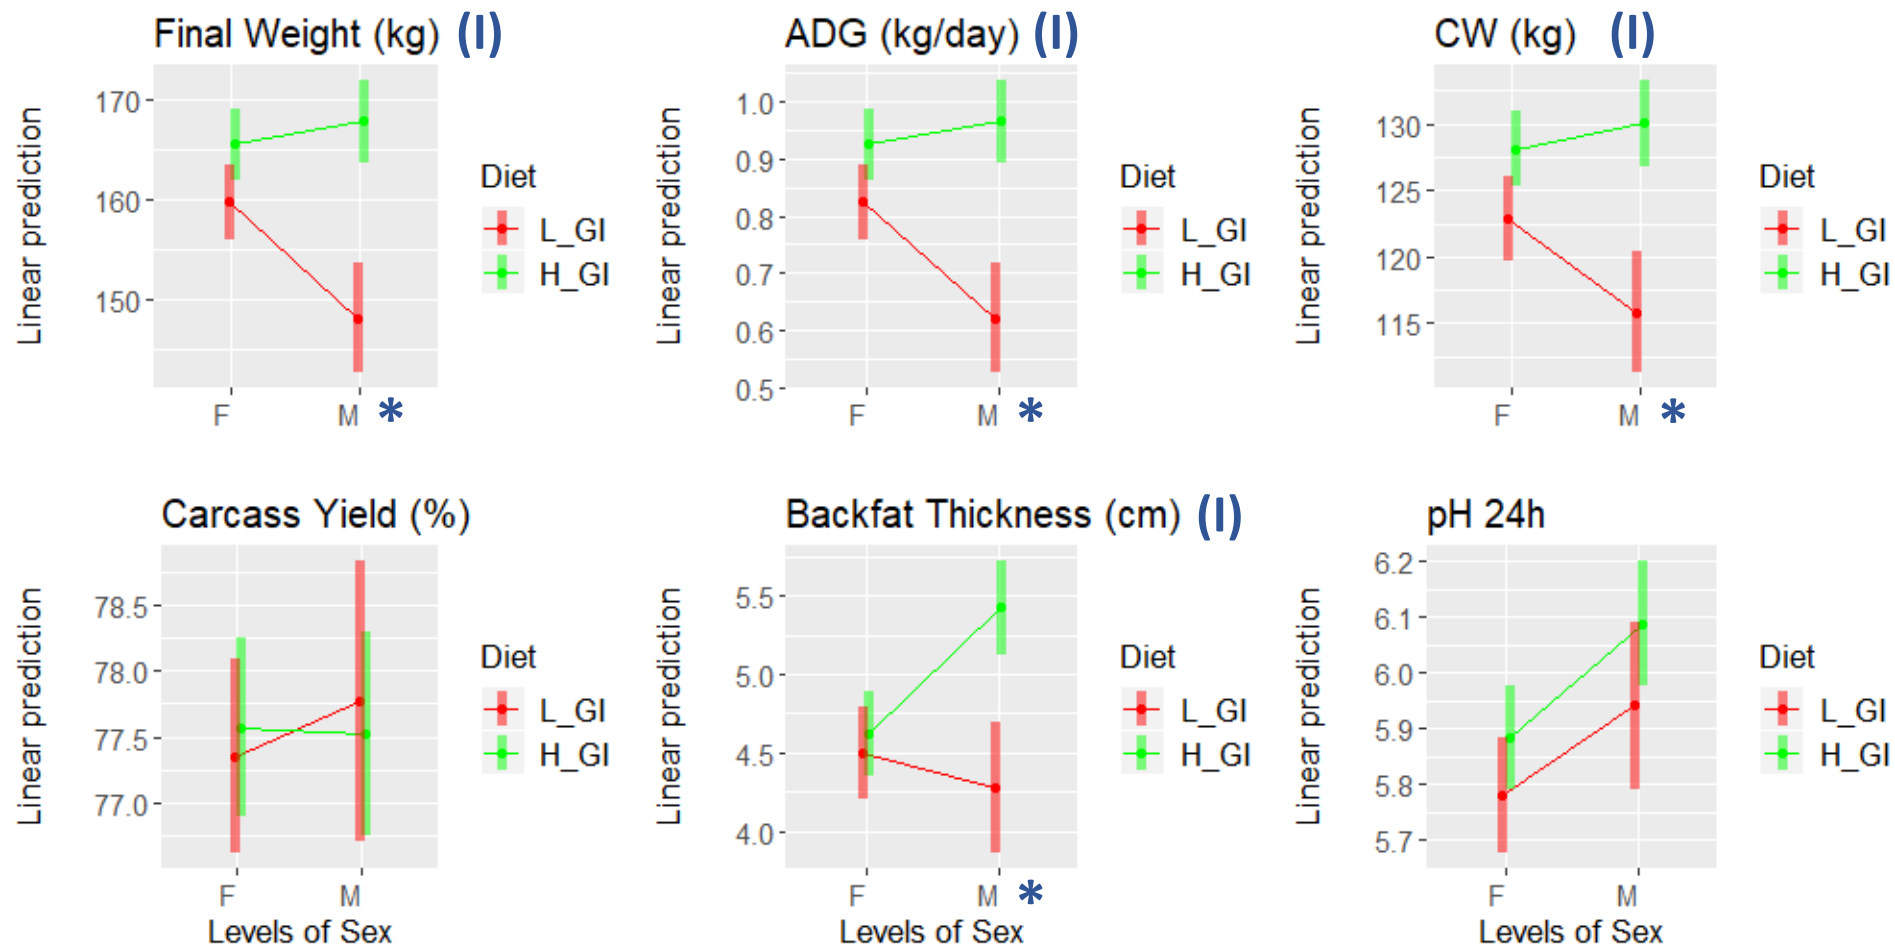 Final Weight (kg) (I)
Linear prediction
170
160
150
F
M *
Diet
L_GI
H_GI
ADG (kg/day) (I)
Linear prediction
1.0
0.9
0.8
0.7
0.6
0.5
F
M *
Diet
L_GI
H_GI
CW (kg) (I)
Linear prediction
130
125
120
115
F
M *
Diet
L_GI
H_GI
Carcass Yield (%)
Linear prediction
78.5
78.0
77.5
77.0
F
M
Levels of Sex
Diet
L_GI
H_GI
Backfat Thickness (cm) (I)
Linear prediction
5.5
5.0
4.5
4.0
F
M *
Levels of Sex
Diet
L_GI
H_GI
pH 24h
Linear prediction
6.2
6.1
6.0
5.9
5.8
5.7
F
M
Levels of Sex
Diet
L_GI
H_GI